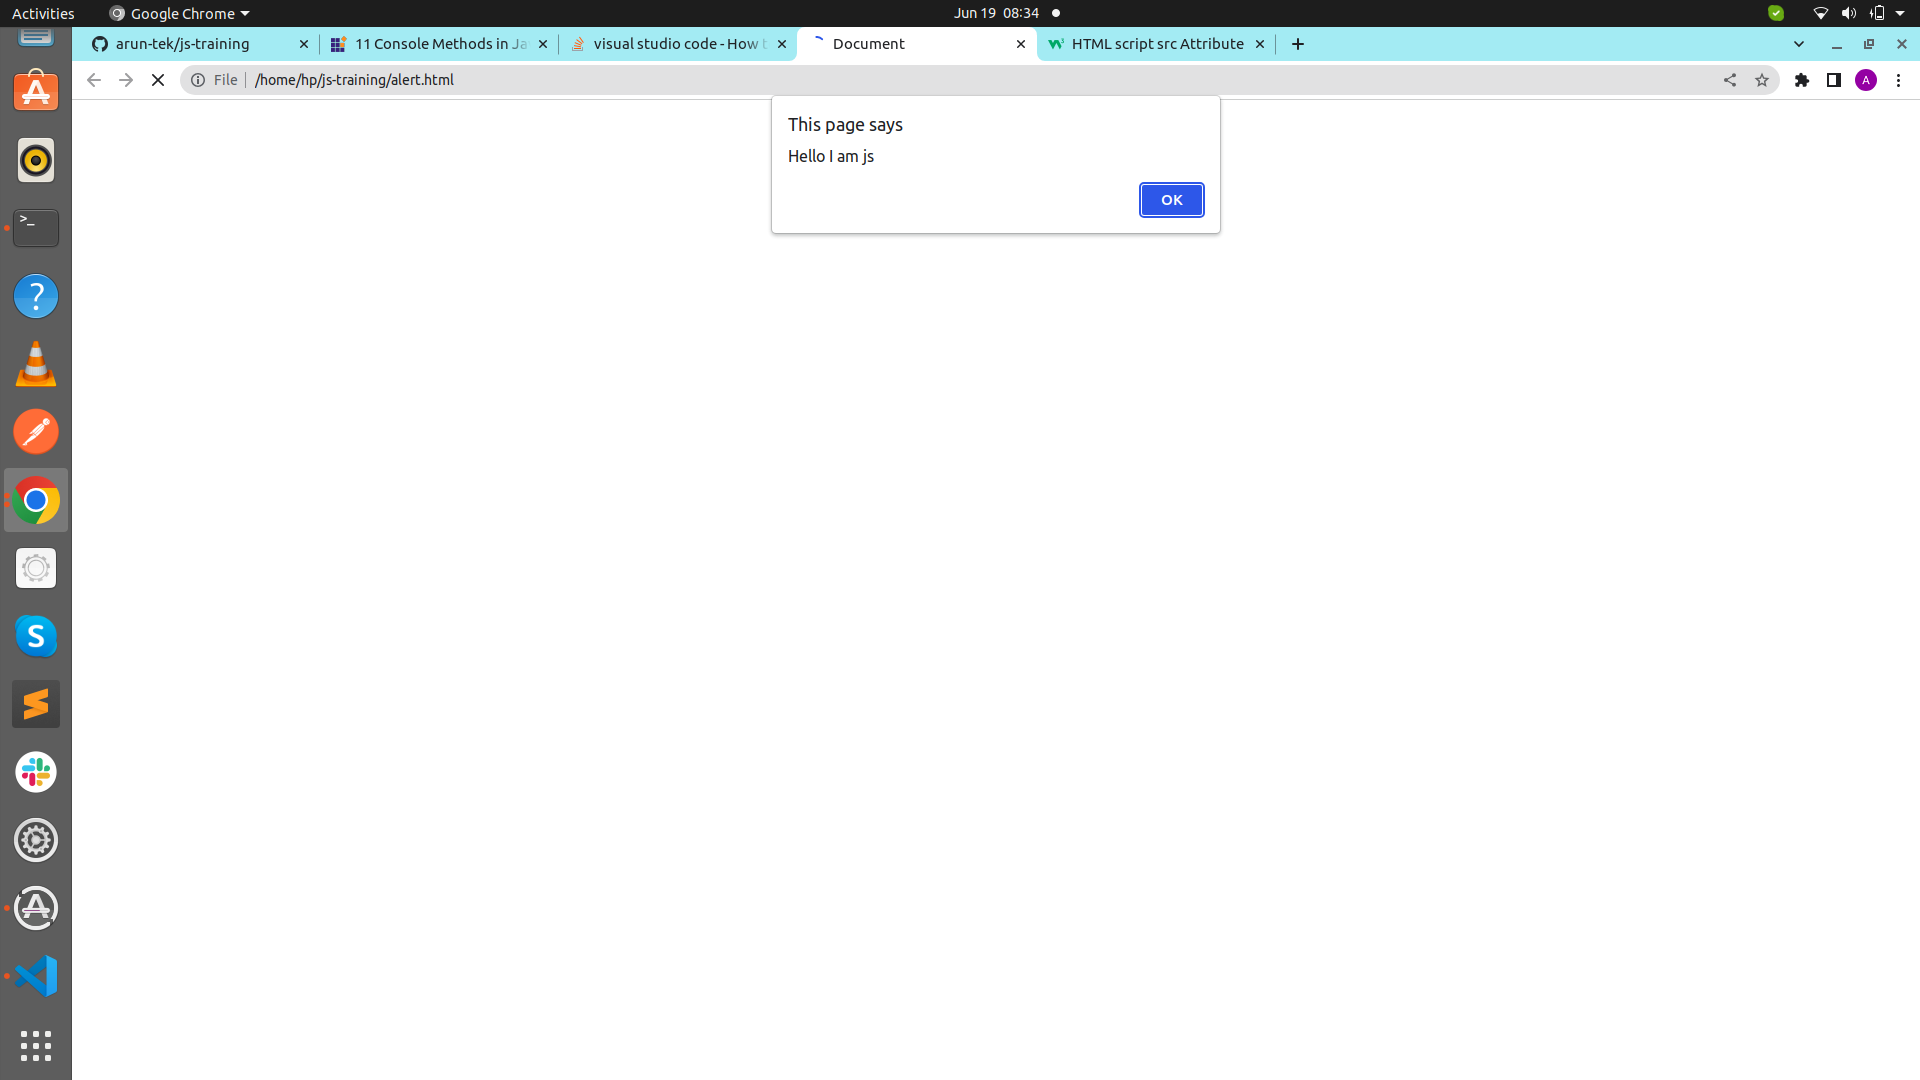 Activities
Google Chrome
Jun 19 08:34
arun-tek/js-training
11 Console Methods in Ja
visual studio code - How t
Document
HTML script src Attribute
File
/home/hp/js-training/alert.html
A
This page says
Hello I am js
OK
>_
?
S